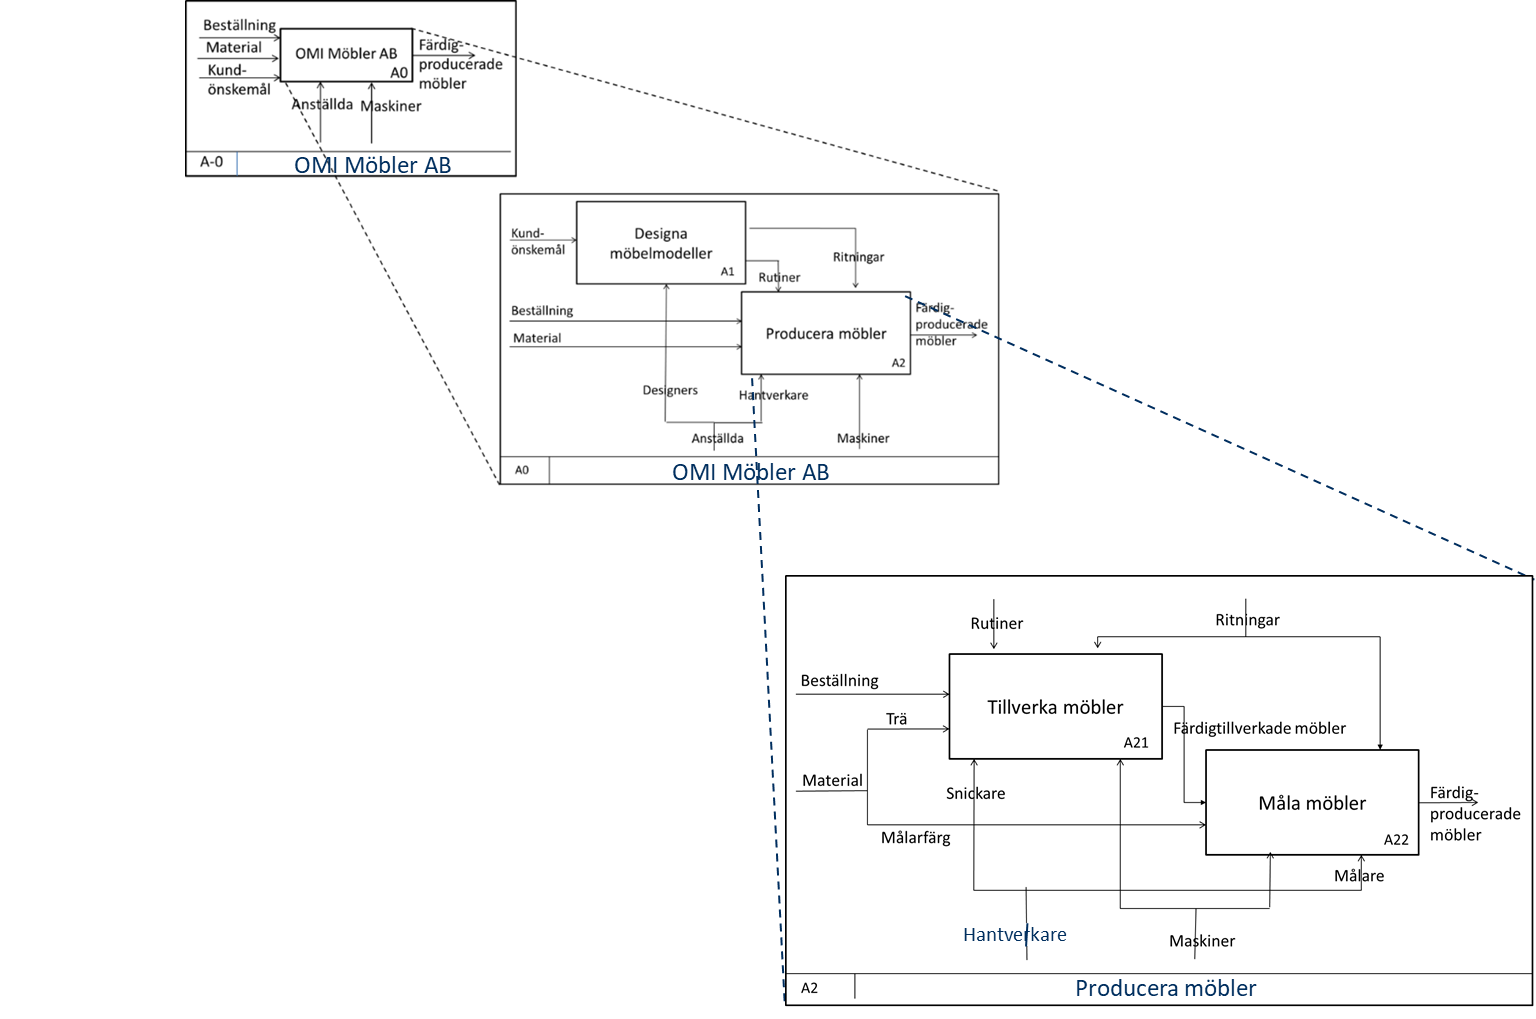 Beställning
Material
Kund-
önskemål
OMI Möbler AB
A0
Färdig-
producerade
möbler
Anställda
Maskiner
A-0
OMI Möbler AB
Kund-
önskemål
Designa
möbelmodeller
A1
Ritningar
Rutiner
Beställning
Material
Producera möbler
A2
Färdig-
producerade
möbler
Designers
Hantverkare
Anställda
Maskiner
A0
OMI Möbler AB
Rutiner
Ritningar
Beställning
Trä
Tillverka möbler
A21
Färdigtillverkade möbler
Material
Snickare
Målarfärg
Måla möbler
A22
Färdig-
producerade
möbler
Målare
Hantverkare
Maskiner
A2
Producera möbler